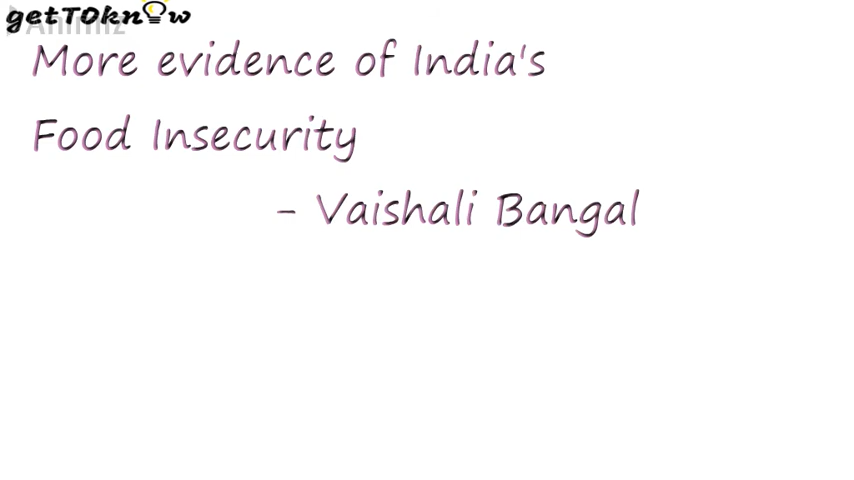 getTOknow
More evidence of India's
Food Insecurity
- Vaishali Bangal